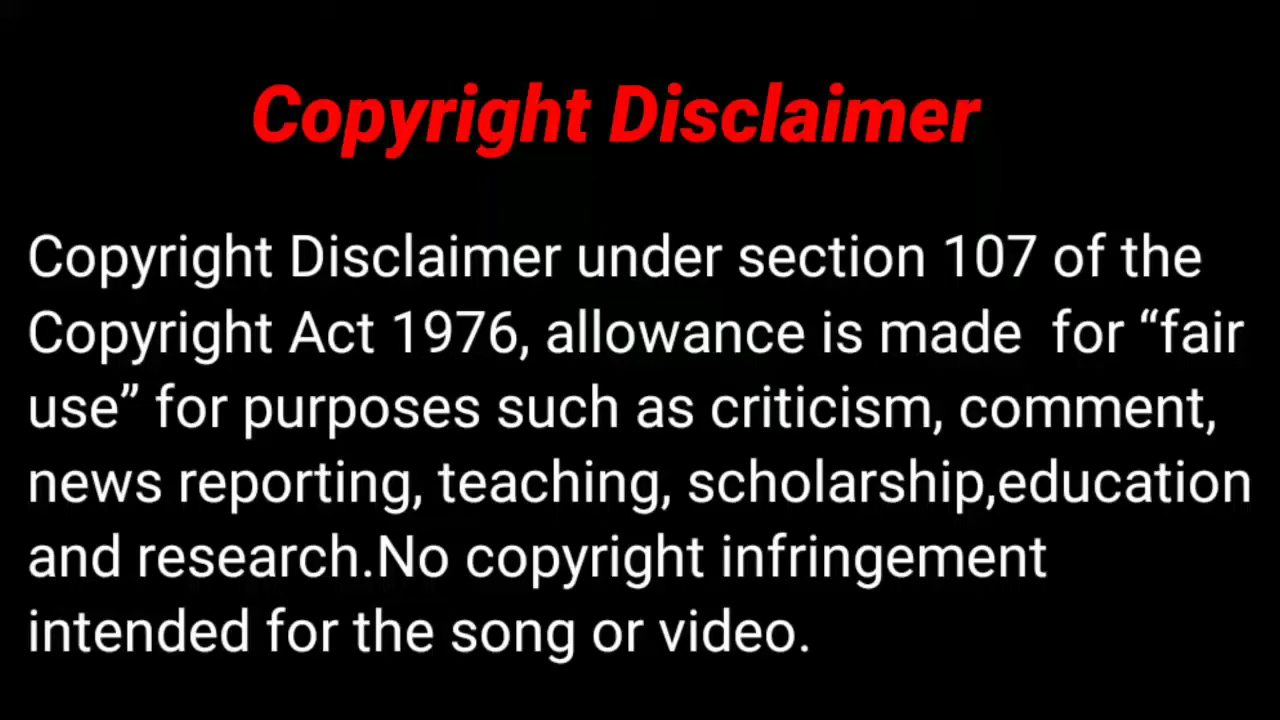 Copyright Disclaimer
Copyright Disclaimer under section 107 of the
Copyright Act 1976, allowance is made  for “fair
use” for purposes such as criticism, comment,
news reporting, teaching, scholarship,education
and research.No copyright infringement
intended for the song or video.